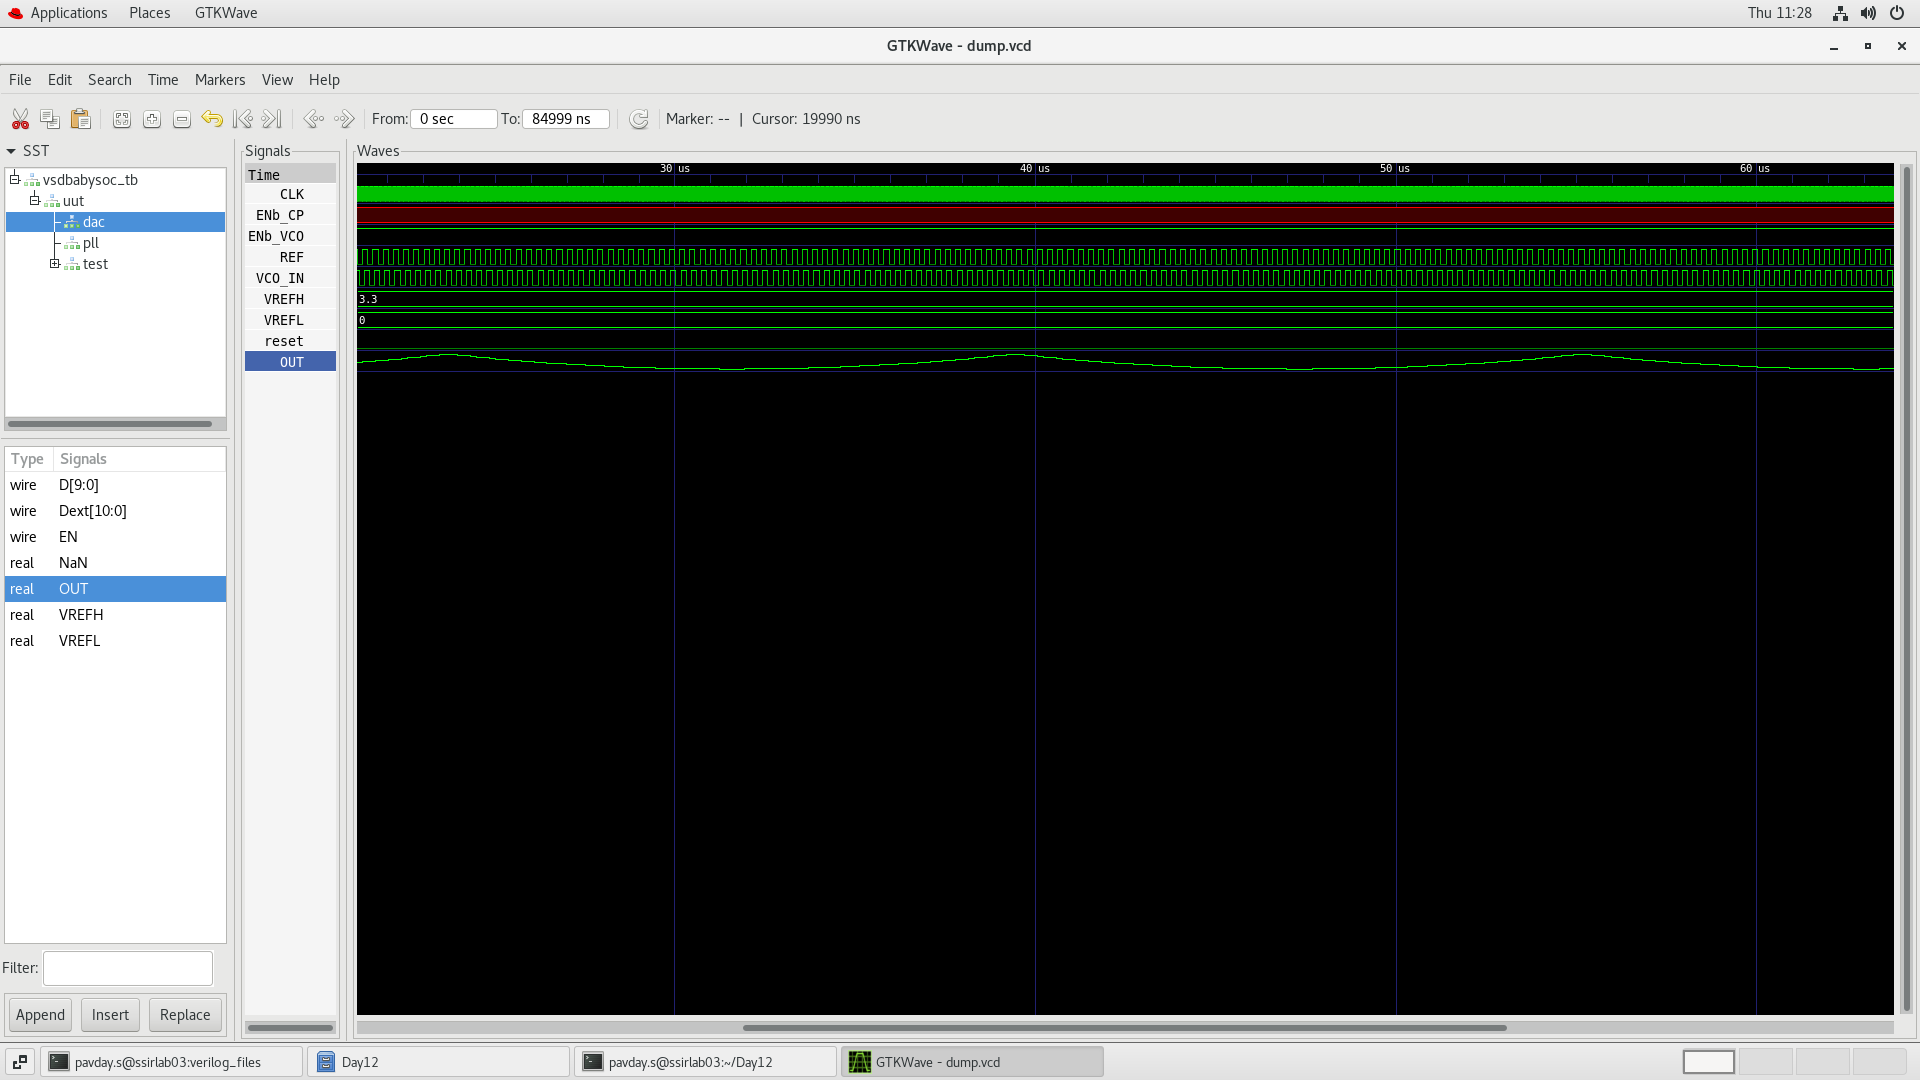 Applications Places GTKWave Thu 11:28
GTKWave - dump.vcd
File Edit Search Time Markers View Help
From: 0 sec To: 84999 ns Marker: -- | Cursor: 19990 ns
SST
vsdbabysoc_tb
uut
dac
pll
test
Type Signals
wire D[9:0]
wire Dext[10:0]
wire EN
real NaN
real OUT
real VREFH
real VREFL
Filter:
Append Insert Replace
Signals
Time
CLK
ENb_CP
ENb_VCO
REF
VCO_IN
VREFH
VREFL
reset
OUT
Waves
30 us 40 us 50 us 60 us
3.3
0
pavday.s@ssirlab03:verilog_files Day12 pavday.s@ssirlab03:~/Day12 GTKWave - dump.vcd